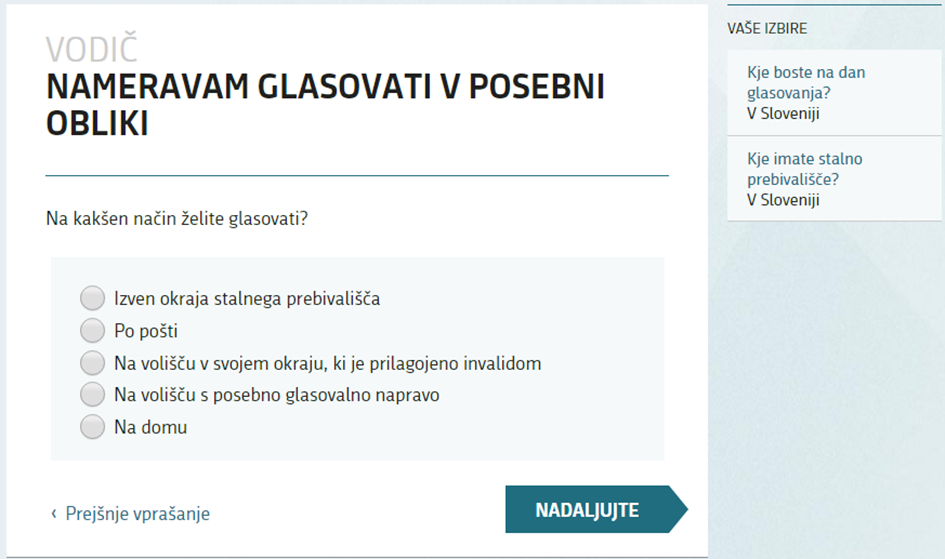 VODIČ
NAMERAVAM GLASOVATI V POSEBNI
OBLIKI
Na kakšen način želite glasovati?
Izven okraja stalnega prebivališča
Po pošti
Na volišču v svojem okraju, ki je prilagojeno invalidom
Na volišču s posebno glasovalno napravo
Na domu
‹ Prejšnje vprašanje
NADALJUJTE
VAŠE IZBIRE
Kje boste na dan
glasovanja?
V Sloveniji
Kje imate stalno
prebivališče?
V Sloveniji